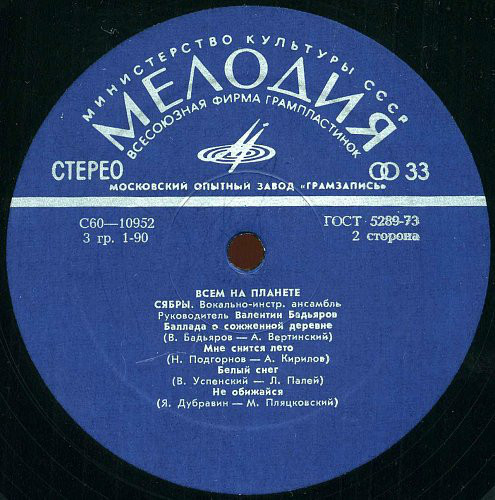 МИНИСТЕРСТВО КУЛЬТУРЫ СССР
МЕЛОДИЯ
ВСЕСОЮЗНАЯ ФИРМА ГРАМПЛАСТИНОК
СТЕРЕО
33
МОСКОВСКИЙ ОПЫТНЫЙ ЗАВОД «ГРАМЗАПИСЬ»
С60—10952
ГОСТ 5289-73
3 гр. 1-90
2 сторона
ВСЕМ НА ПЛАНЕТЕ
СЯБРЫ. Вокально-инстр. ансамбль
Руководитель Валентин Бадьяров
Баллада о сожженной деревне
(В. Бадьяров — А. Вертинский)
Мне снится лето
(Н. Подгорнов — А. Кирилов)
Белый снег
(В. Успенский — Л. Палей)
Не обижайся
(Я. Дубравин — М. Пляцковский)